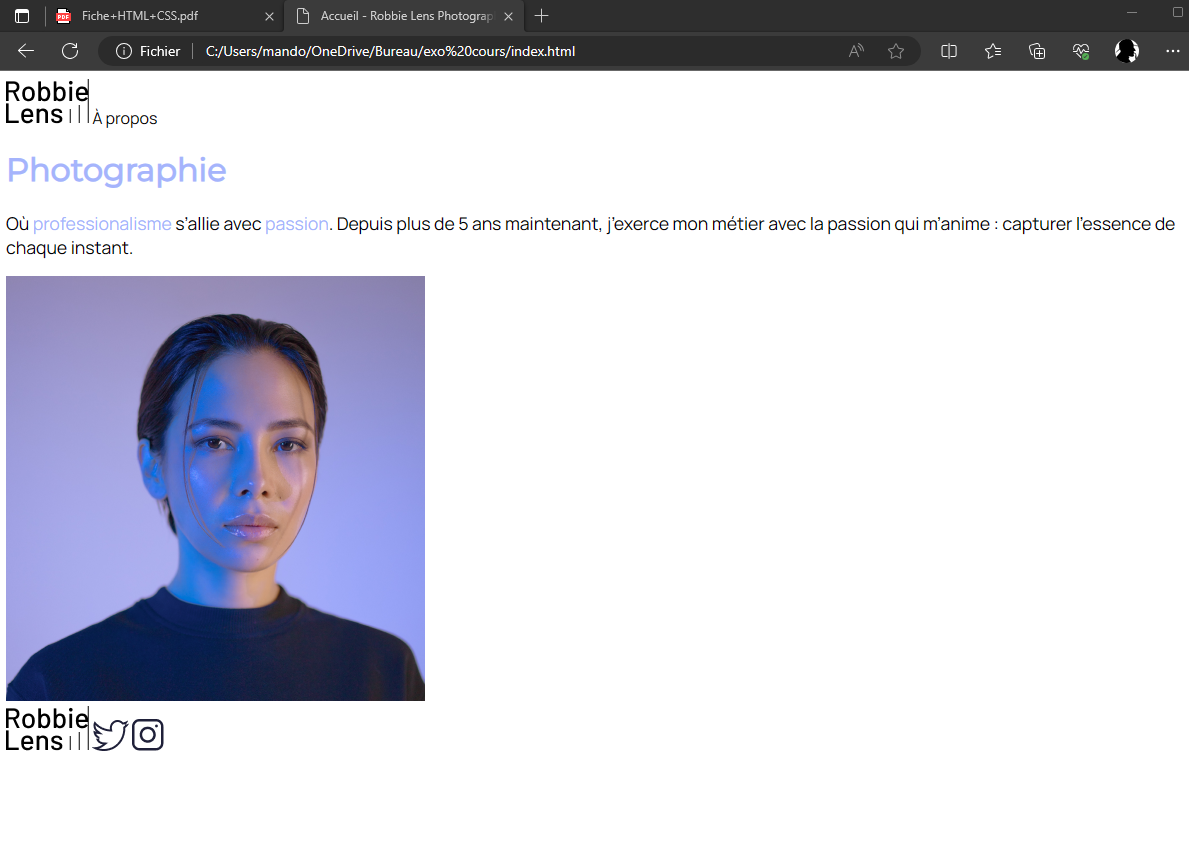 Fiche+HTML+CSS.pdf
Accueil - Robbie Lens Photograp
Fichier
C:/Users/mando/OneDrive/Bureau/exo%20cours/index.html
Robbie
Lens
À propos
Photographie
Où professionalisme s’allie avec passion. Depuis plus de 5 ans maintenant, j’exerce mon métier avec la passion qui m’anime : capturer l’essence de
chaque instant.
Robbie
Lens